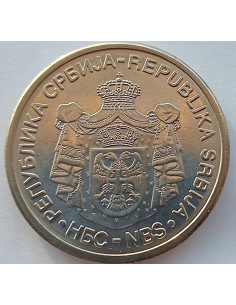 РЕПУБЛИКА СРБИЈА - REPUBLIKA SRBIJA
НБС - NBS